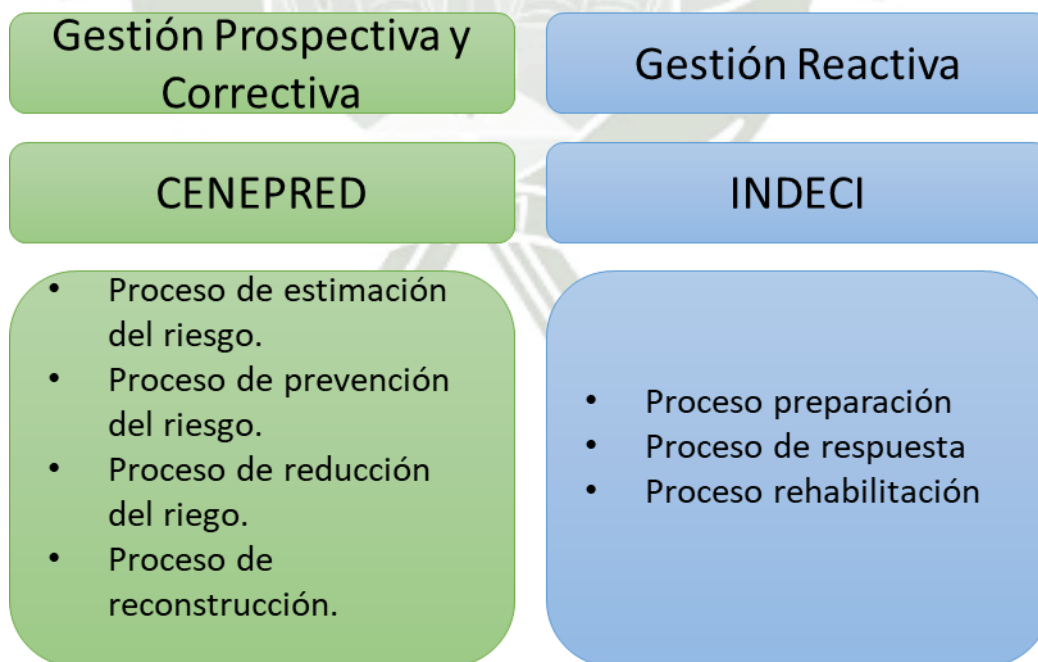 Gestión Prospectiva y
Correctiva
CENEPRED
• Proceso de estimación
del riesgo.
• Proceso de prevención
del riesgo.
• Proceso de reducción
del riego.
• Proceso de
reconstrucción.
Gestión Reactiva
INDECI
• Proceso preparación
• Proceso de respuesta
• Proceso rehabilitación